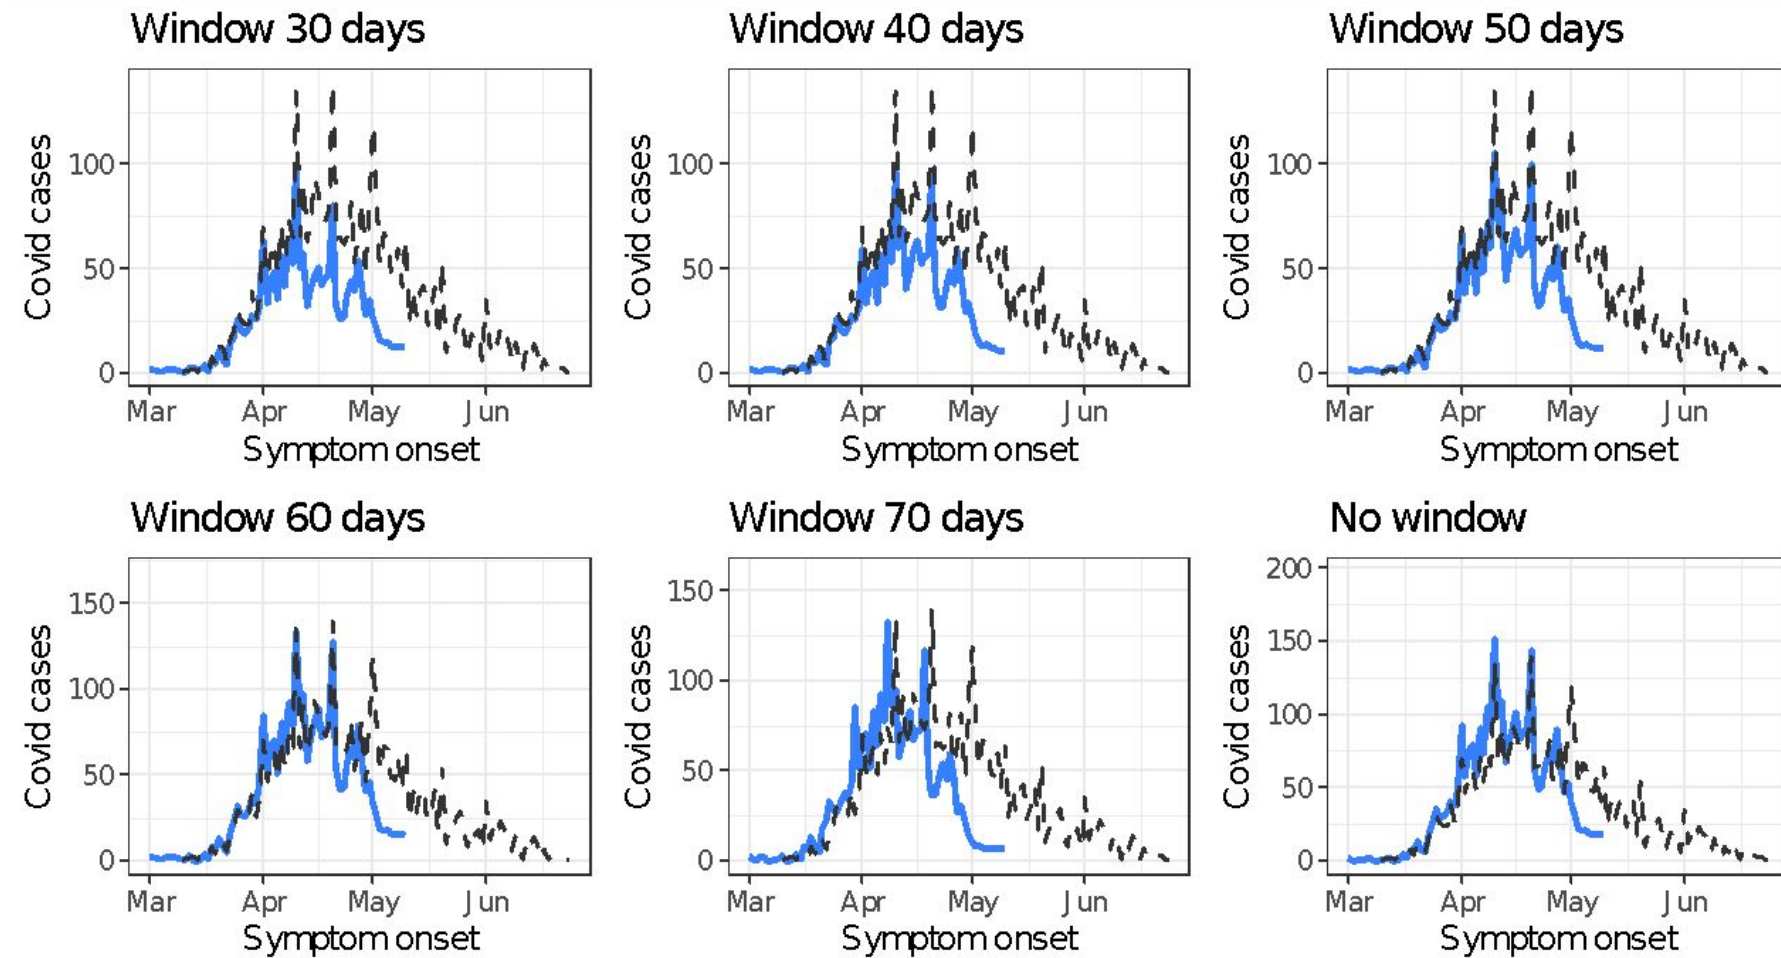 Window 30 days
Window 40 days
Window 50 days
Covid cases
100
50
0
Mar Apr May Jun
Symptom onset
Covid cases
100
50
0
Mar Apr May Jun
Symptom onset
Covid cases
100
50
0
Mar Apr May Jun
Symptom onset
Window 60 days
Window 70 days
No window
Covid cases
150
100
50
0
Mar Apr May Jun
Symptom onset
Covid cases
150
100
50
0
Mar Apr May Jun
Symptom onset
Covid cases
200
150
100
50
0
Mar Apr May Jun
Symptom onset